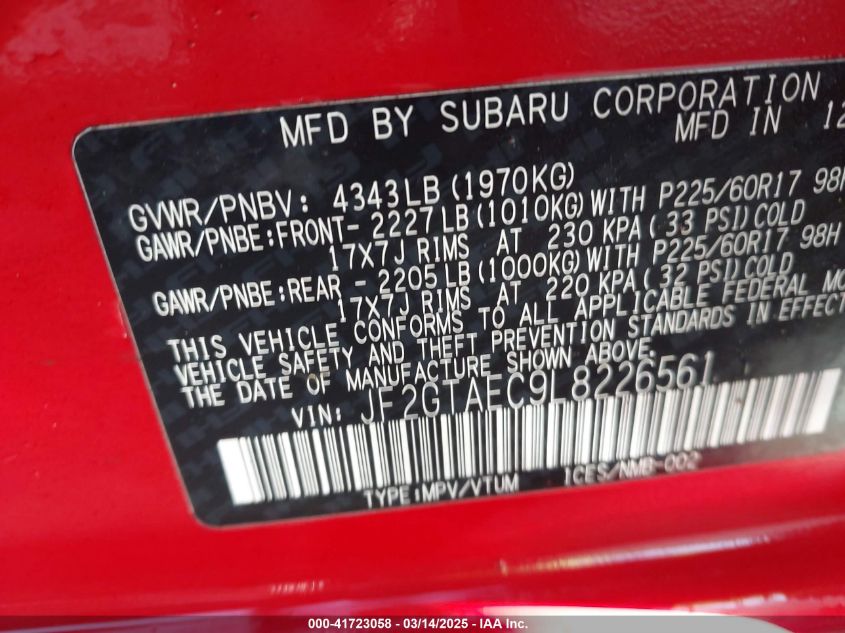 MFD BY SUBARU CORPORATION
MFD IN 12
GVWR/PNBV: 4343LB (1970KG)
GAWR/PNBE:FRONT- 2227 LB (1010KG) WITH P225/60R17 98H
17X7J RIMS AT 230 KPA ( 33 PSI) COLD
GAWR/PNBE:REAR - 2205 LB (1000KG) WITH P225/60R17 98H
17X7J RIMS AT 220 KPA ( 32 PSI) COLD
THIS VEHICLE CONFORMS TO ALL APPLICABLE FEDERAL MO
VEHICLE SAFETY AND THEFT PREVENTION STANDARDS IN EFFECT
THE DATE OF MANUFACTURE SHOWN ABOVE.
VIN: JF2GTAEC9L8226561
TYPE:MPV/VTUM ICES/NMB-002
000-41723058 - 03/14/2025 - IAA Inc.